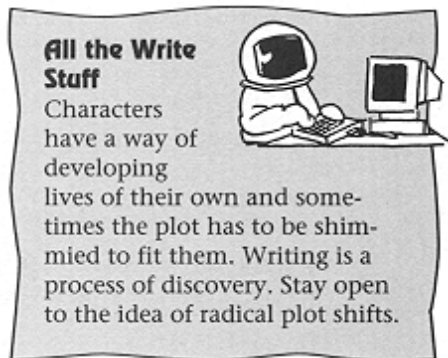 All the Write
Stuff
Characters
have a way of
developing
lives of their own and some-
times the plot has to be shim-
mied to fit them. Writing is a
process of discovery. Stay open
to the idea of radical plot shifts.